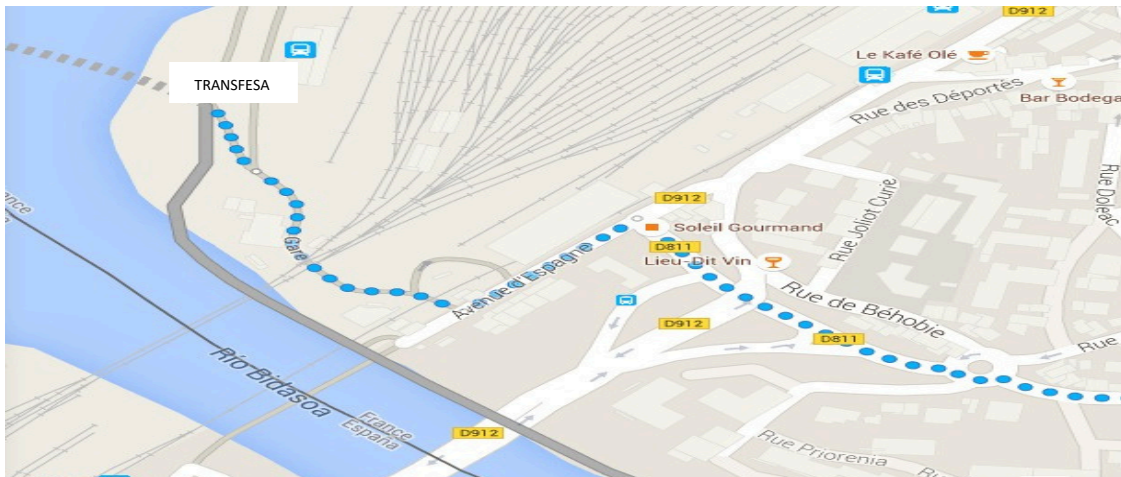 D912
Le Kafé Olé
Bar Bodega
TRANSFESA
Rue des Déportés
Rue Doléac
Rue Joliot Curie
D912
Soleil Gourmand
D811
Lieu-Dit Vin
Gare
Avenue d'Espagne
France
Rue de Béhobie
D912
D811
Rue
Río Bidasoa
France
España
D912
Rue Priorenia
Rue